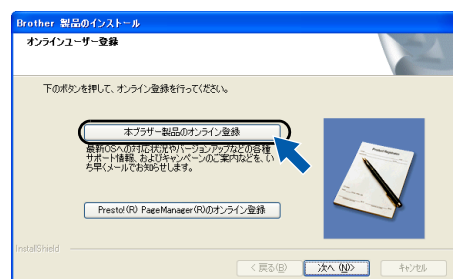 Brother 製品のインストール
オンラインユーザー登録
下のボタンを押して、オンライン登録を行ってください。
本ブラザー製品のオンライン登録
最新OSへの対応状況やバージョンアップなどの各種
サポート情報、およびキャンペーンのご案内などを、い
ち早くメールでお知らせします。
Presto!(R) PageManager(R)のオンライン登録
Product Registration
InstallShield
< 戻る(B)
次へ (N)>
キャンセル